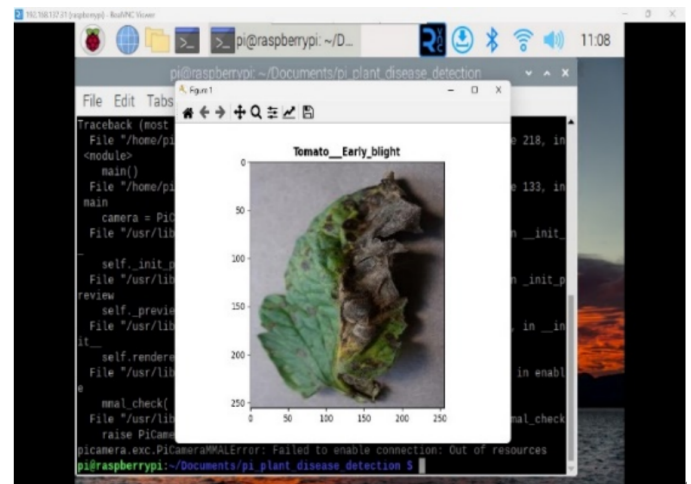 192.168.137.31 (raspberrypi) - RealVNC Viewer
pi@raspberrypi: ~/D...
11:08
pi@raspberrypi: ~/Documents/pi_plant_disease_detection
File Edit Tabs
Figure 1
Traceback (most
File "/home/pi e 218, in
<module>
main()
File "/home/pi e 133, in
main
camera = PiC
File "/usr/lib n __init_
_
self._init_p
File "/usr/lib n _init_p
review
self._previe
File "/usr/lib , in __in
it__
self.rendere
File "/usr/lib in enabl
e
mmal_check(
File "/usr/lib mal_check
raise PiCame
picamera.exc.PiCameraMMALError: Failed to enable connection: Out of resources
pi@raspberrypi:~/Documents/pi_plant_disease_detection $
Tomato___Early_blight
0
50
100
150
200
250
0 50 100 150 200 250